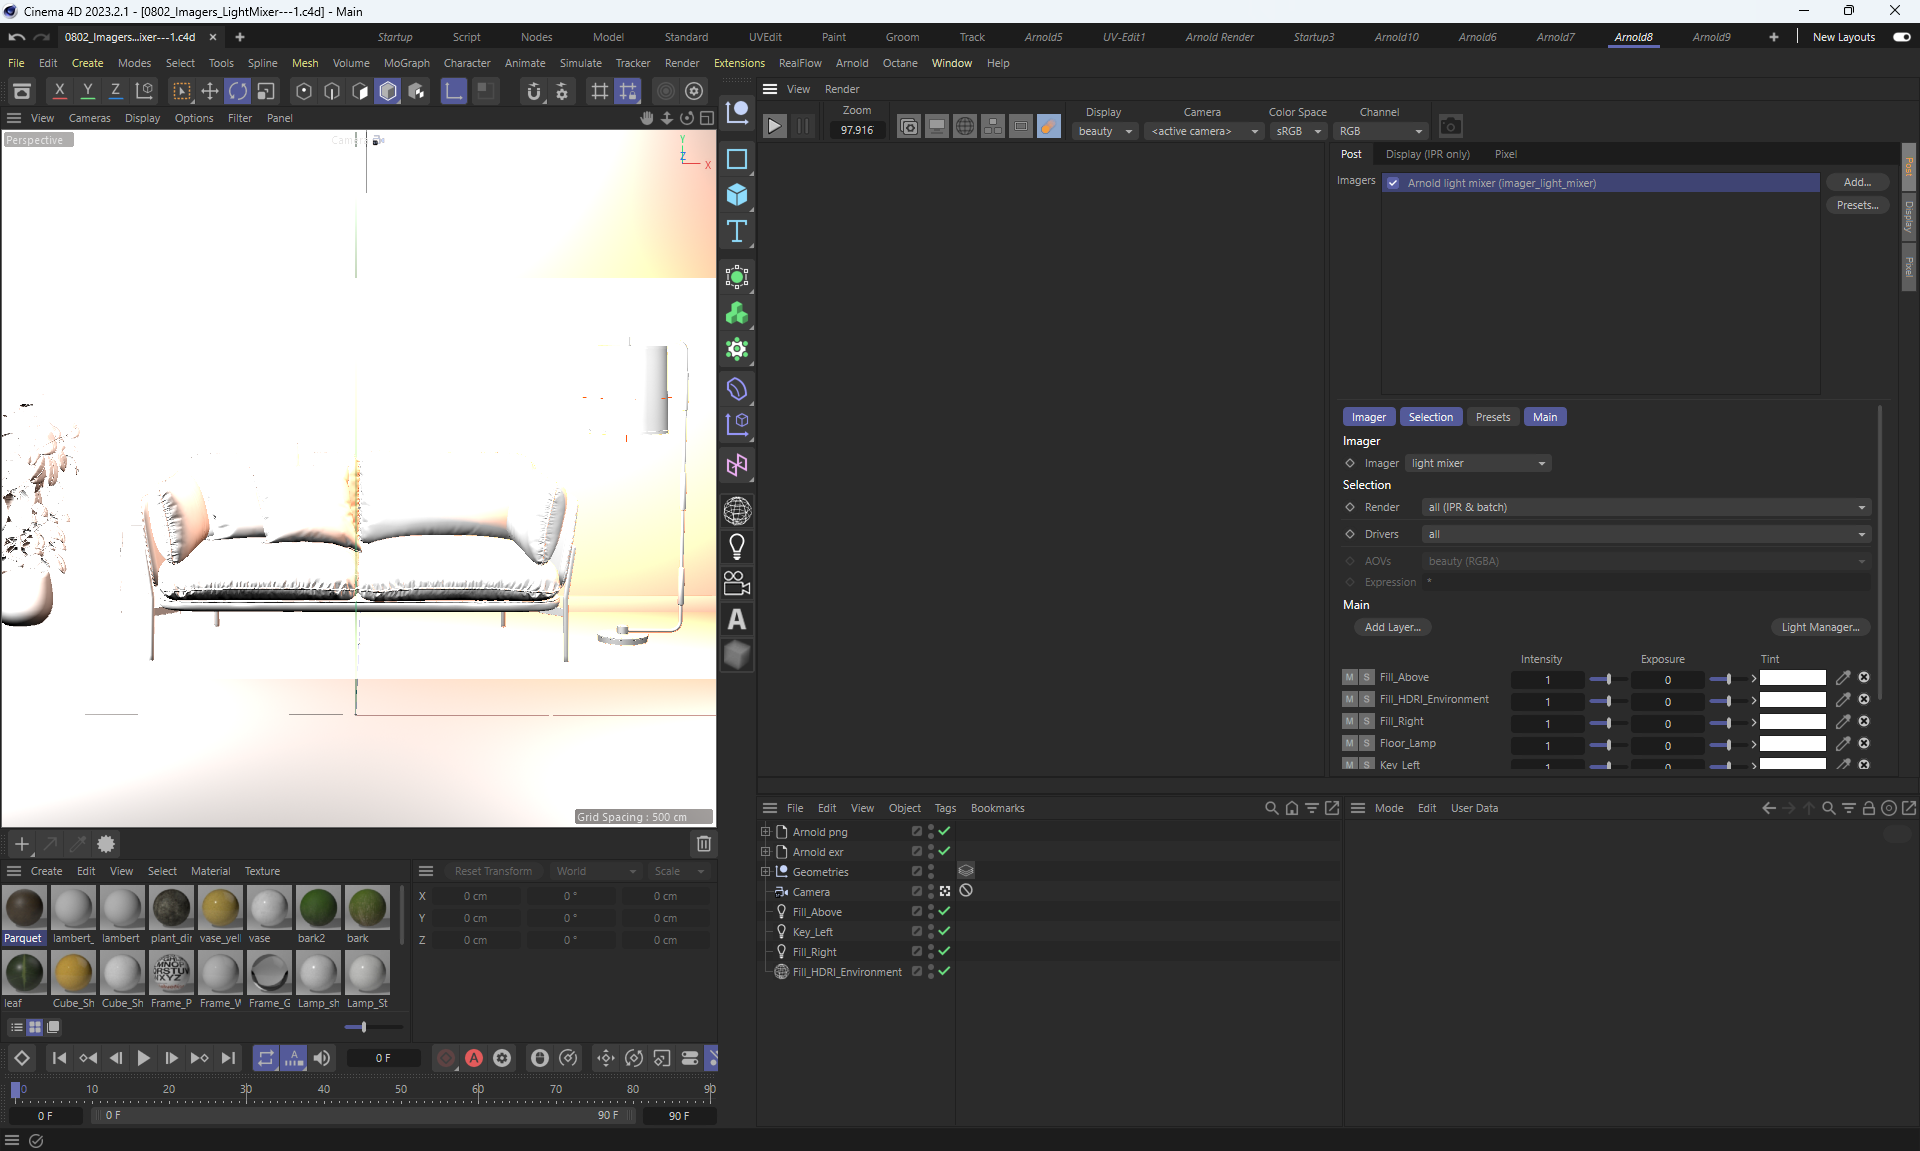 Cinema 4D 2023.2.1 - [0802_Imagers_LightMixer---1.c4d] - Main
0802_Imagers...ixer---1.c4d
Startup Script Nodes Model Standard UVEdit Paint Groom Track Arnold5 UV-Edit1 Arnold Render Startup3 Arnold10 Arnold6 Arnold7 Arnold8 Arnold9 New Layouts
File Edit Create Modes Select Tools Spline Mesh Volume MoGraph Character Animate Simulate Tracker Render Extensions RealFlow Arnold Octane Window Help
X Y Z
View Cameras Display Options Filter Panel
Perspective
Y
Z
X
Grid Spacing : 500 cm
View Render
Zoom Display Camera Color Space Channel
97.916 beauty <active camera> sRGB RGB
Post Display (IPR only) Pixel
Imagers Arnold light mixer (imager_light_mixer) Add...
Presets...
Post
Display
Pixel
Imager Selection Presets Main
Imager
Imager light mixer
Selection
Render all (IPR & batch)
Drivers all
AOVs beauty (RGBA)
Expression *
Main
Add Layer... Light Manager...
Intensity Exposure Tint
M S Fill_Above 1 0
M S Fill_HDRI_Environment 1 0
M S Fill_Right 1 0
M S Floor_Lamp 1 0
M S Key_Left 1 0
File Edit View Object Tags Bookmarks
Arnold png
Arnold exr
Geometries
Camera
Fill_Above
Key_Left
Fill_Right
Fill_HDRI_Environment
Mode Edit User Data
Create Edit View Select Material Texture
Parquet lambert_ lambert plant_dir vase_yell vase bark2 bark
leaf Cube_Sh Cube_Sh Frame_P Frame_W Frame_G Lamp_sh Lamp_St
Reset Transform World Scale
X 0 cm 0 ° 0 cm
Y 0 cm 0 ° 0 cm
Z 0 cm 0 ° 0 cm
0 F
0 10 20 30 40 50 60 70 80 90
0 F 0 F 90 F 90 F